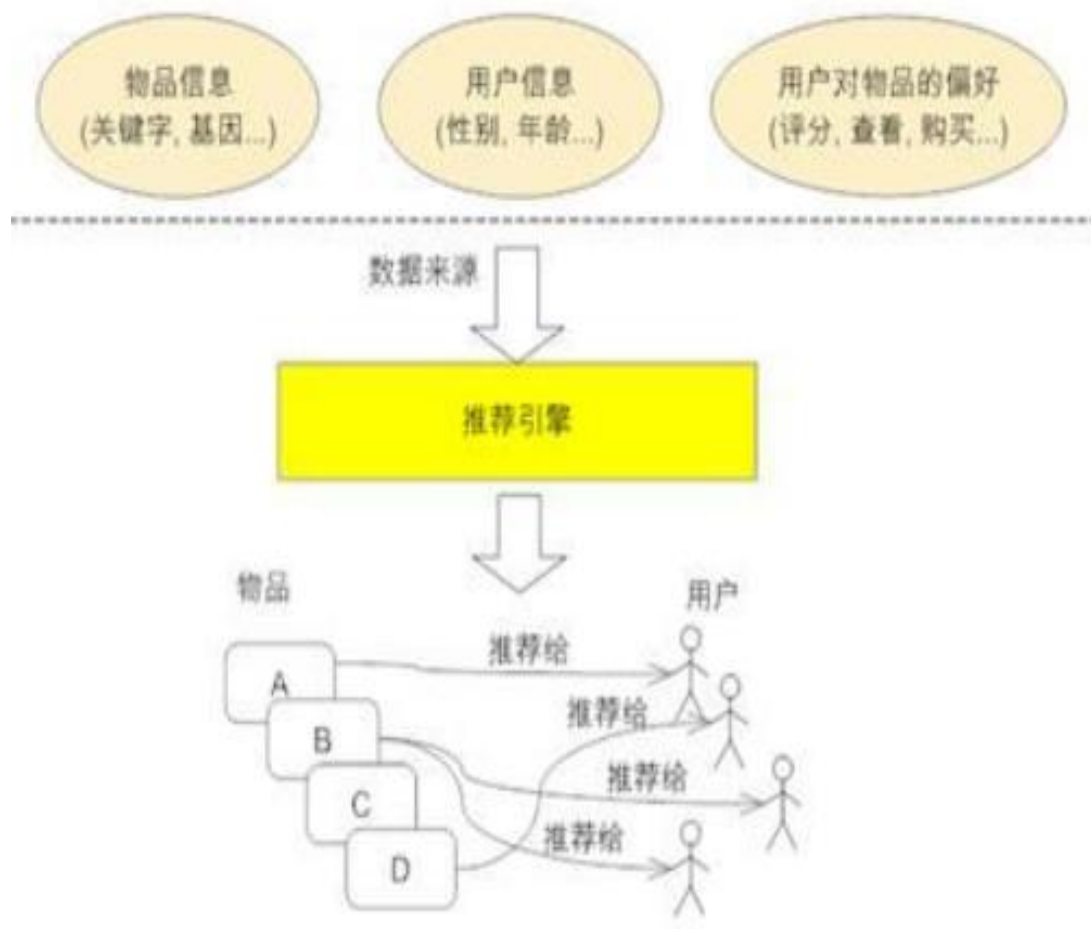 物品信息
(关键字, 基因...)
用户信息
(性别, 年龄...)
用户对物品的偏好
(评分, 查看, 购买...)
数据来源
推荐引擎
物品
用户
推荐给
A
推荐给
B
推荐给
C
推荐给
D